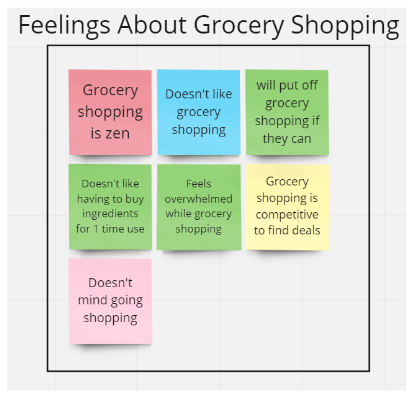 Feelings About Grocery Shopping
Grocery
shopping
is zen
Doesn't like
grocery
shopping
will put off
grocery
shopping if
they can
Doesn't like
having to buy
ingredients
for 1 time use
Feels
overwhelmed
while grocery
shopping
Grocery
shopping is
competitive
to find deals
Doesn't
mind going
shopping